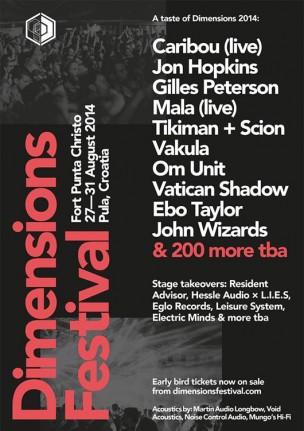 A taste of Dimensions 2014:
Caribou (live)
Jon Hopkins
Gilles Peterson
Mala (live)
Tikiman + Scion
Vakula
Om Unit
Vatican Shadow
Ebo Taylor
John Wizards
& 200 more tba
Stage takeovers: Resident
Advisor, Hessle Audio × L.I.E.S,
Eglo Records, Leisure System,
Electric Minds & more tba
Early bird tickets now on sale
from dimensionsfestival.com
Acoustics by: Martin Audio Longbow, Void
Acoustics, Noise Control Audio, Mungo's Hi-Fi
Dimensions
Festival
Fort Punta Christo
27—31 August 2014
Pula, Croatia